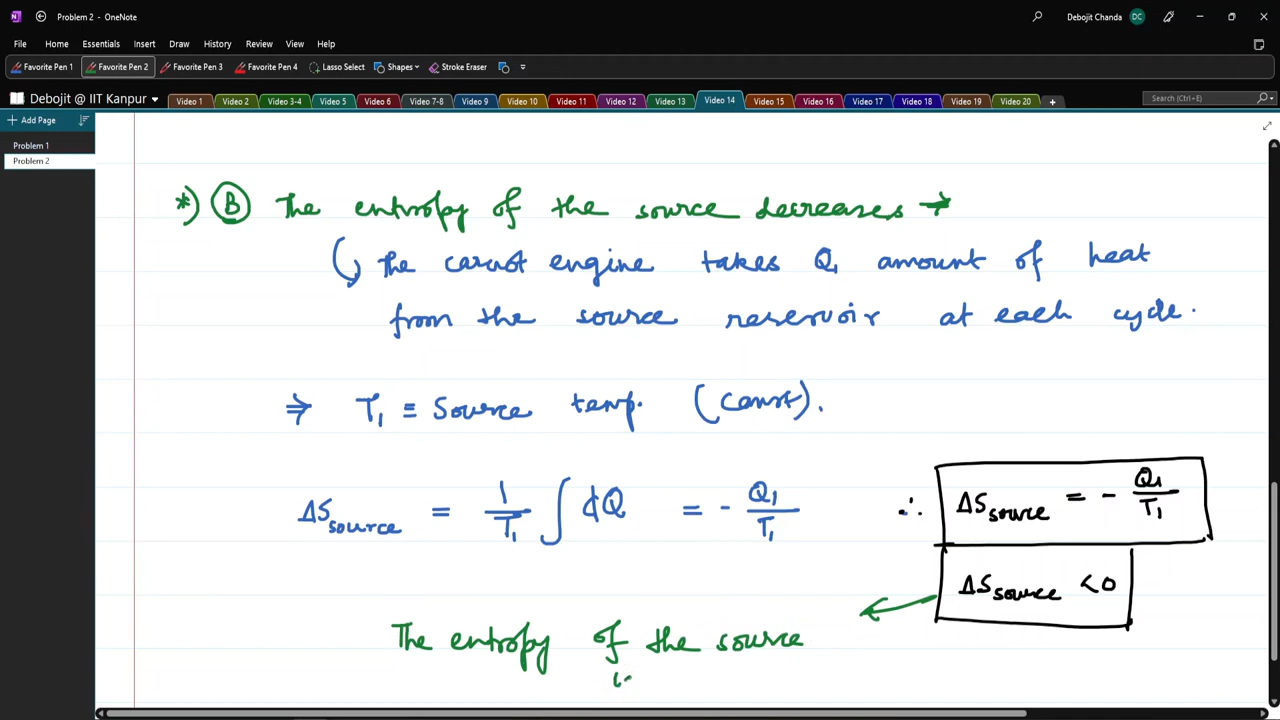 Problem 2 - OneNote
Debojit Chanda DC
File Home Essentials Insert Draw History Review View Help
Favorite Pen 1 Favorite Pen 2 Favorite Pen 3 Favorite Pen 4 Lasso Select Shapes Stroke Eraser
Debojit @ IIT Kanpur Video 1 Video 2 Video 3-4 Video 5 Video 6 Video 7-8 Video 9 Video 10 Video 11 Video 12 Video 13 Video 14 Video 15 Video 16 Video 17 Video 18 Video 19 Video 20 + Search (Ctrl+E)
+ Add Page
Problem 1
Problem 2
*) B The entropy of the source decreases →
The carnot engine takes Q₁ amount of heat
from the source reservoir at each cycle.
⇒ T₁ ≡ Source temp. (const).
ΔS_source = 1/T₁ ∫ đQ = - Q₁/T₁ ∴ ΔS_source = - Q₁/T₁
ΔS_source < 0
The entropy of the source